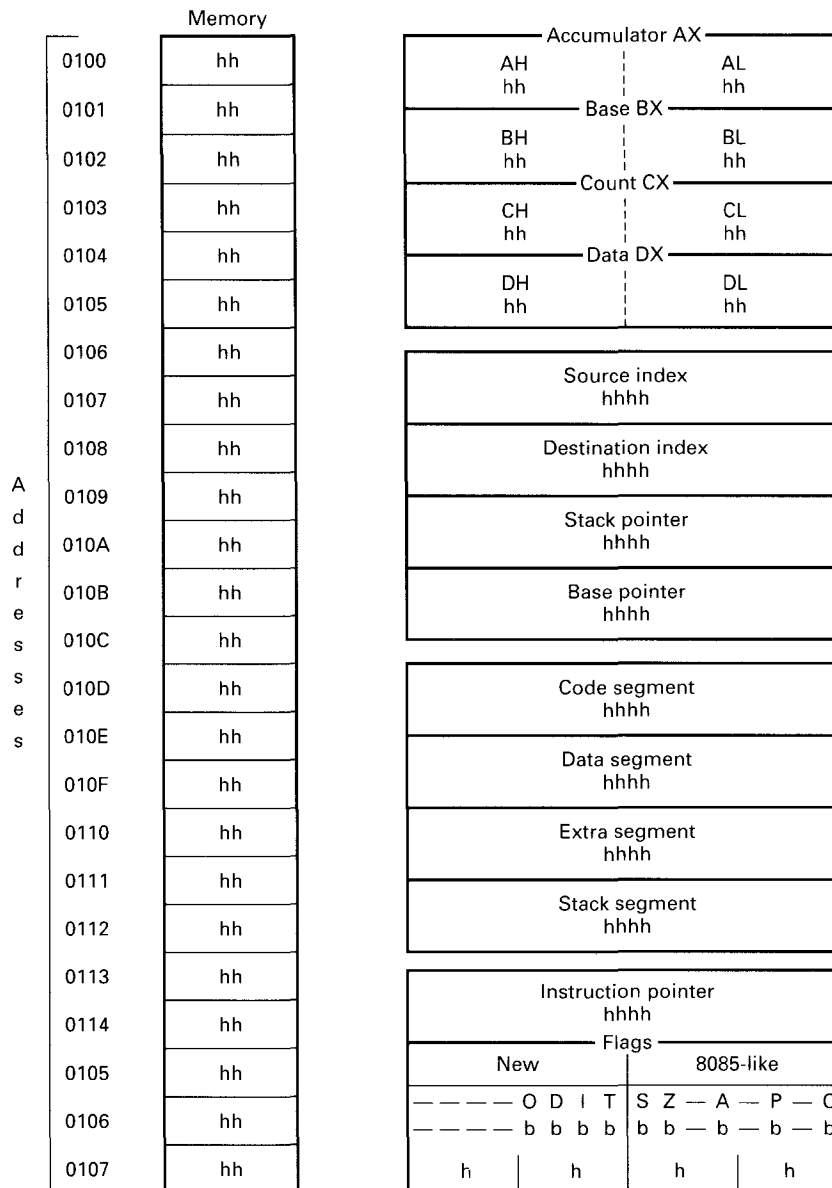 Memory
Addresses
0100 hh
0101 hh
0102 hh
0103 hh
0104 hh
0105 hh
0106 hh
0107 hh
0108 hh
0109 hh
010A hh
010B hh
010C hh
010D hh
010E hh
010F hh
0110 hh
0111 hh
0112 hh
0113 hh
0114 hh
0105 hh
0106 hh
0107 hh
Accumulator AX
AH AL
hh hh
Base BX
BH BL
hh hh
Count CX
CH CL
hh hh
Data DX
DH DL
hh hh
Source index
hhhh
Destination index
hhhh
Stack pointer
hhhh
Base pointer
hhhh
Code segment
hhhh
Data segment
hhhh
Extra segment
hhhh
Stack segment
hhhh
Instruction pointer
hhhh
Flags
New 8085-like
— — — — O D I T S Z — A — P — C
— — — — b b b b b b — b — b — b
h h h h